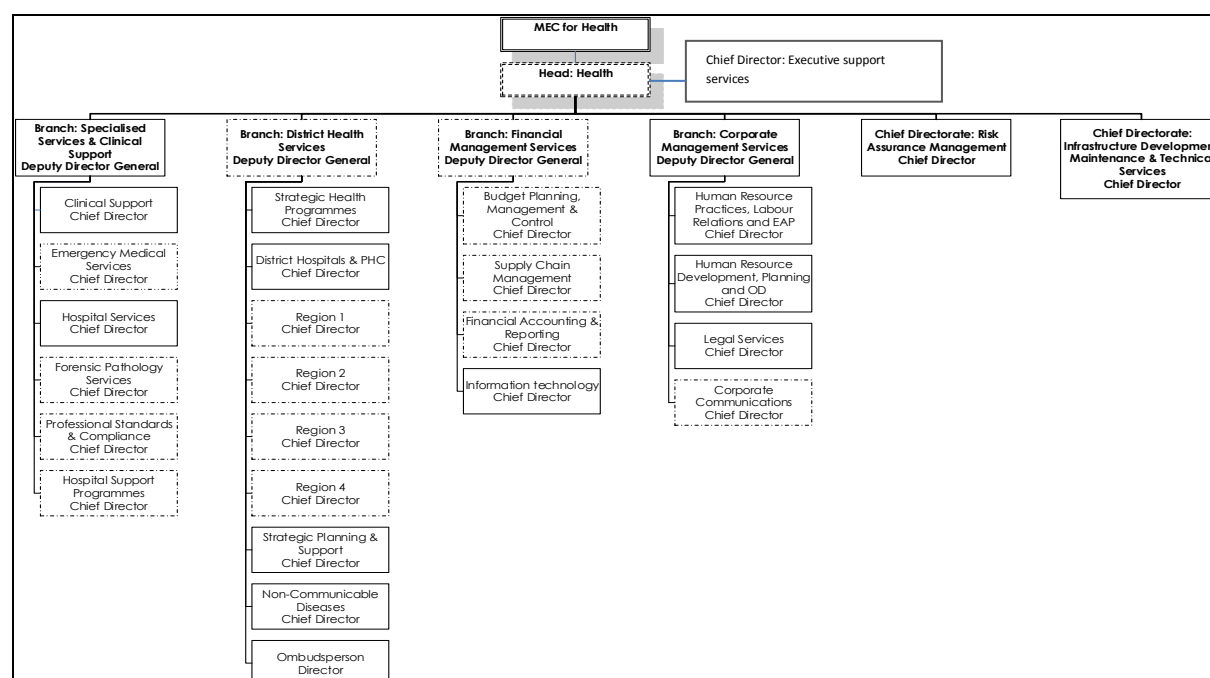 MEC for Health
Head: Health
Chief Director: Executive support
services
Branch: Specialised
Services & Clinical
Support
Deputy Director General
Branch: District Health
Services
Deputy Director General
Branch: Financial
Management Services
Deputy Director General
Branch: Corporate
Management Services
Deputy Director General
Chief Directorate: Risk
Assurance Management
Chief Director
Chief Directorate:
Infrastructure Developmen
Maintenance & Technica
Services
Chief Director
Clinical Support
Chief Director
Emergency Medical
Services
Chief Director
Hospital Services
Chief Director
Forensic Pathology
Services
Chief Director
Professional Standards
& Compliance
Chief Director
Hospital Support
Programmes
Chief Director
Strategic Health
Programmes
Chief Director
District Hospitals & PHC
Chief Director
Region 1
Chief Director
Region 2
Chief Director
Region 3
Chief Director
Region 4
Chief Director
Strategic Planning &
Support
Chief Director
Non-Communicable
Diseases
Chief Director
Ombudsperson
Director
Budget Planning,
Management &
Control
Chief Director
Supply Chain
Management
Chief Director
Financial Accounting &
Reporting
Chief Director
Information technology
Chief Director
Human Resource
Practices, Labour
Relations and EAP
Chief Director
Human Resource
Development, Planning
and OD
Chief Director
Legal Services
Chief Director
Corporate
Communications
Chief Director